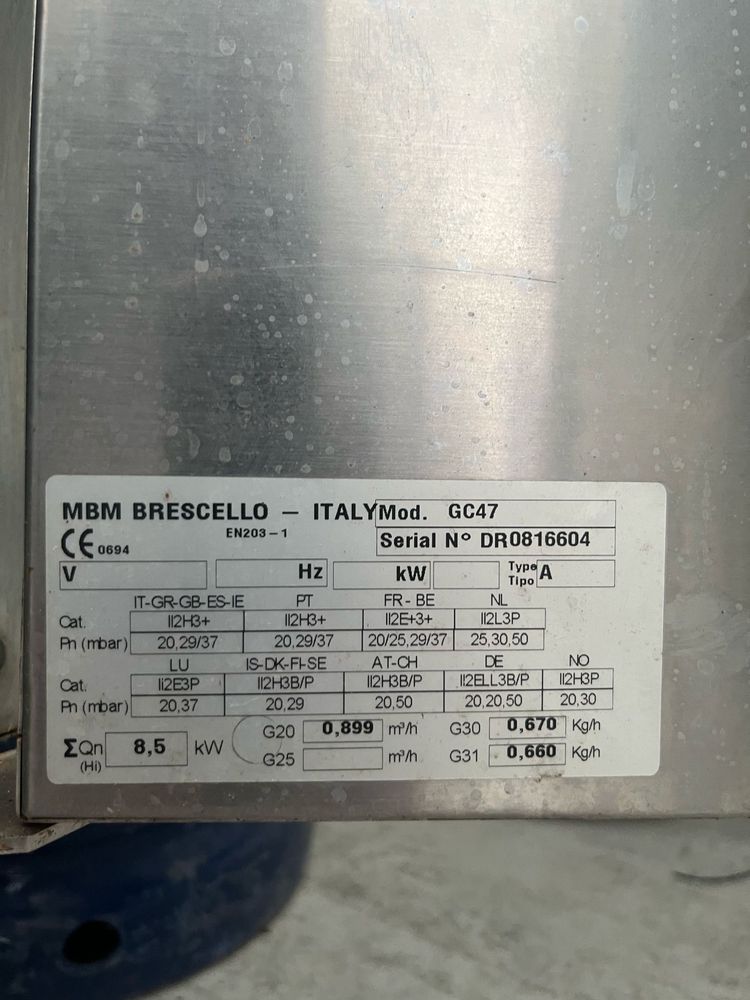 MBM BRESCELLO – ITALY Mod. GC47
EN203-1
CE 0694
Serial N° DR0816604
V Hz kW Type Tipo A
IT-GR-GB-ES-IE PT FR-BE NL
Cat. II2H3+ II2H3+ II2E+3+ II2L3P
Pn (mbar) 20,29/37 20,29/37 20/25,29/37 25,30,50
LU IS-DK-FI-SE AT-CH DE NO
Cat. II2E3P II2H3B/P II2H3B/P II2ELL3B/P II2H3P
Pn (mbar) 20,37 20,29 20,50 20,20,50 20,30
ΣQn (Hi) 8,5 kW
G20 0,899 m³/h G30 0,670 Kg/h
G25 m³/h G31 0,660 Kg/h